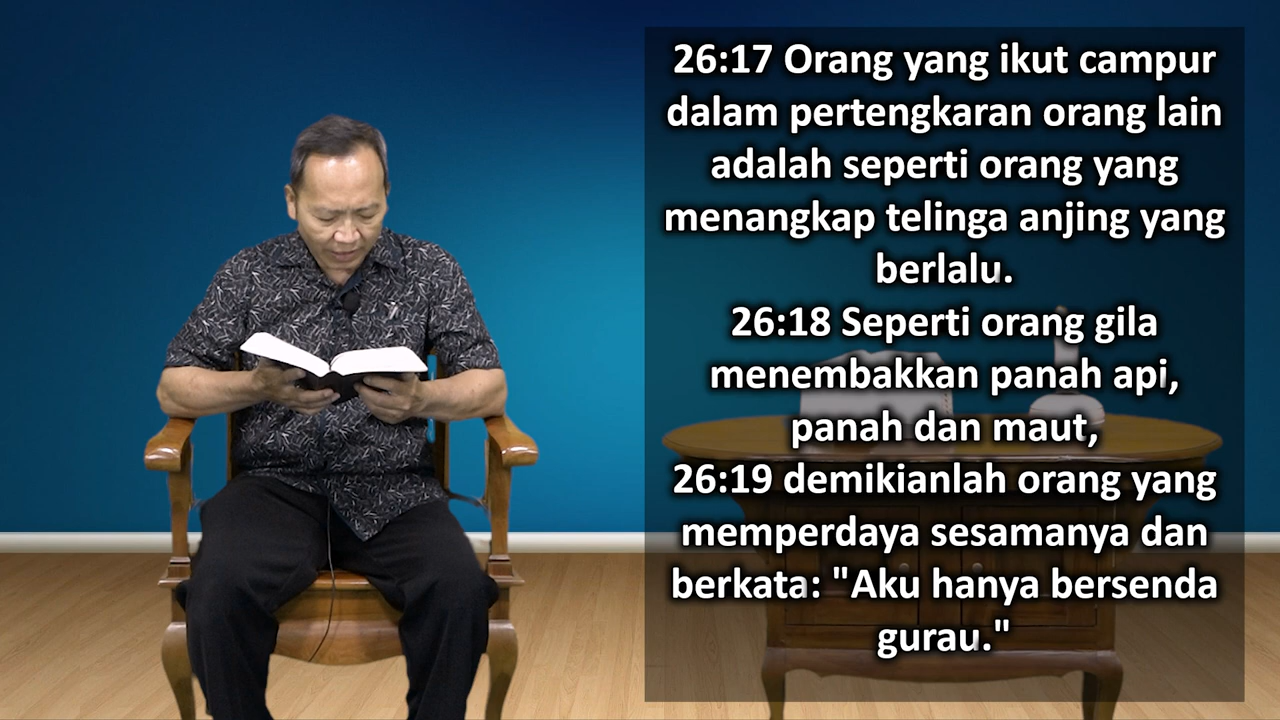 26:17 Orang yang ikut campur
dalam pertengkaran orang lain
adalah seperti orang yang
menangkap telinga anjing yang
berlalu.
26:18 Seperti orang gila
menembakkan panah api,
panah dan maut,
26:19 demikianlah orang yang
memperdaya sesamanya dan
berkata: "Aku hanya bersenda
gurau."